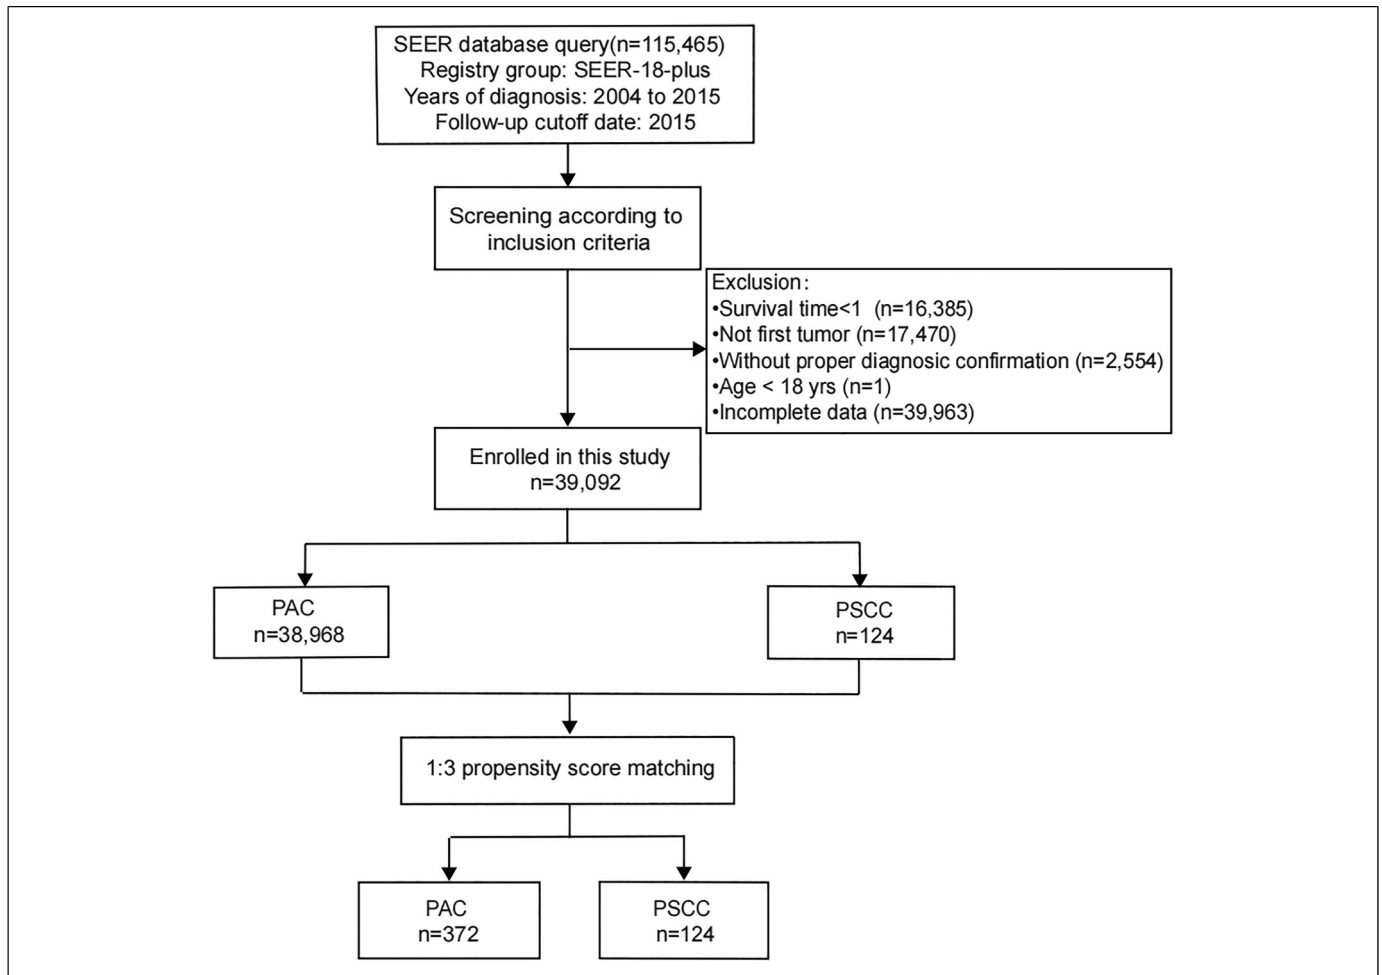 SEER database query(n=115,465)
Registry group: SEER-18-plus
Years of diagnosis: 2004 to 2015
Follow-up cutoff date: 2015
Screening according to
inclusion criteria
Exclusion:
•Survival time<1 (n=16,385)
•Not first tumor (n=17,470)
•Without proper diagnostic confirmation (n=2,554)
•Age < 18 yrs (n=1)
•Incomplete data (n=39,963)
Enrolled in this study
n=39,092
PAC
n=38,968
PSCC
n=124
1:3 propensity score matching
PAC
n=372
PSCC
n=124